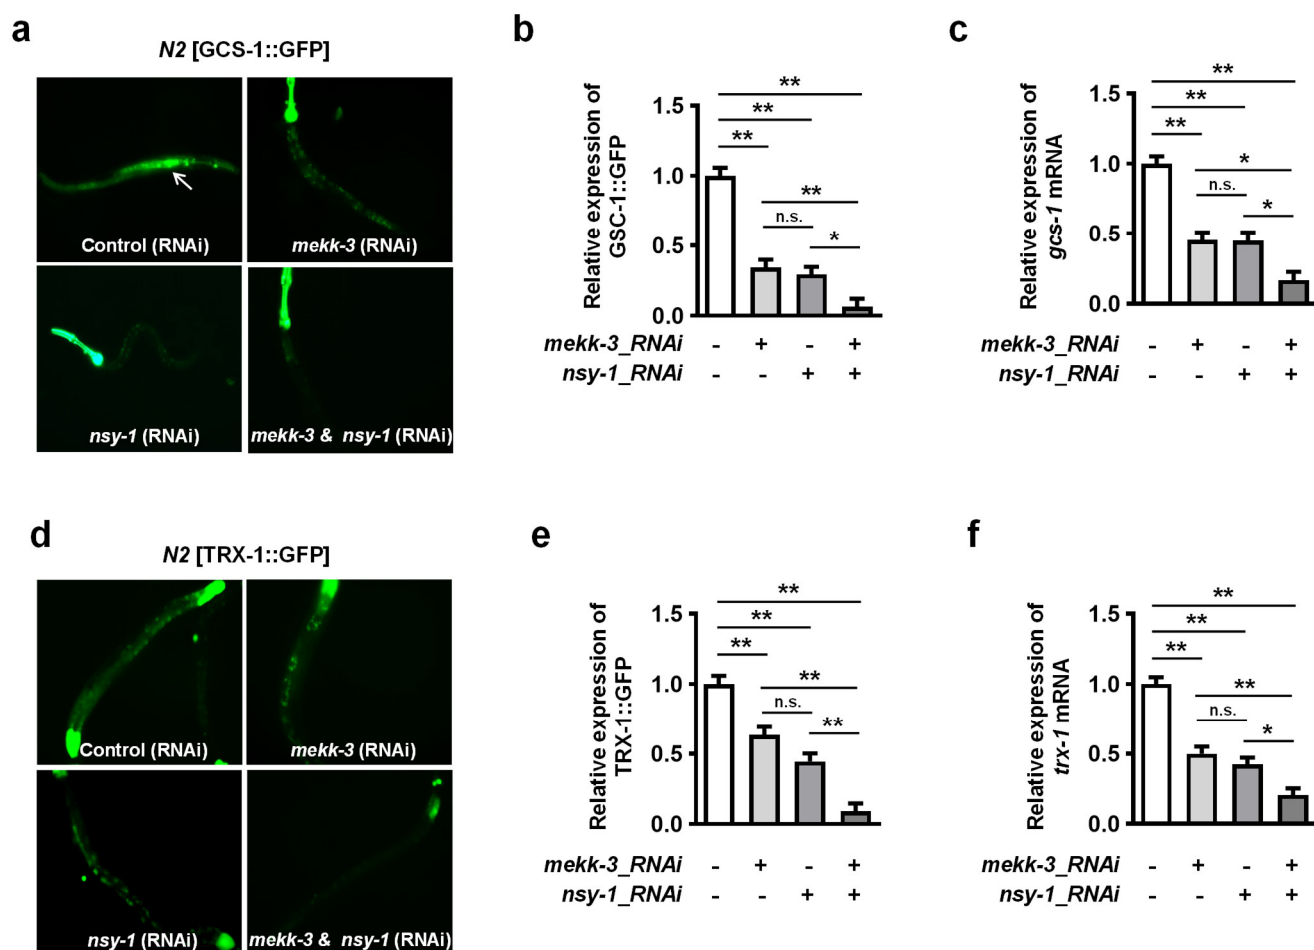 a
N2 [GCS-1::GFP]
Control (RNAi)
mekk-3 (RNAi)
nsy-1 (RNAi)
mekk-3 & nsy-1 (RNAi)
b
Relative expression of
GSC-1::GFP
1.5
1.0
0.5
0.0
**
**
**
**
n.s.
*
mekk-3_RNAi - + - +
nsy-1_RNAi - - + +
c
Relative expression of
gcs-1 mRNA
1.5
1.0
0.5
0.0
**
**
**
*
n.s.
*
mekk-3_RNAi - + - +
nsy-1_RNAi - - + +
d
N2 [TRX-1::GFP]
Control (RNAi)
mekk-3 (RNAi)
nsy-1 (RNAi)
mekk-3 & nsy-1 (RNAi)
e
Relative expression of
TRX-1::GFP
1.5
1.0
0.5
0.0
**
**
**
**
n.s.
**
mekk-3_RNAi - + - +
nsy-1_RNAi - - + +
f
Relative expression of
trx-1 mRNA
1.5
1.0
0.5
0.0
**
**
**
**
n.s.
*
mekk-3_RNAi - + - +
nsy-1_RNAi - - + +